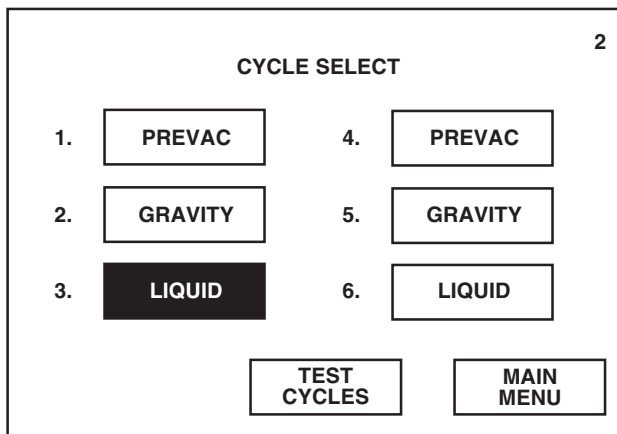 2
CYCLE SELECT
1. PREVAC 4. PREVAC
2. GRAVITY 5. GRAVITY
3. LIQUID 6. LIQUID
TEST
CYCLES
MAIN
MENU